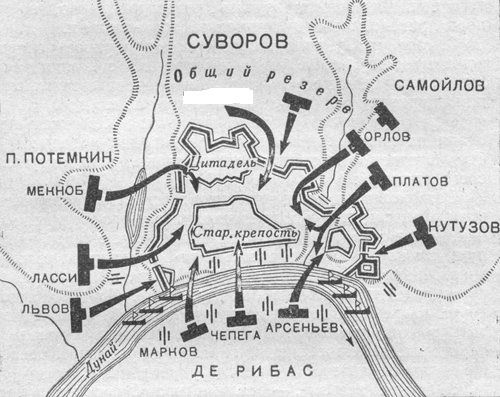 СУВОРОВ
Общий резерв
САМОЙЛОВ
ОРЛОВ
П. ПОТЕМКИН
Цитадель
МЕКНОБ
ПЛАТОВ
Стар. крепость
КУТУЗОВ
ЛАССИ
ЛЬВОВ
МАРКОВ
ЧЕПЕГА
АРСЕНЬЕВ
Дунай
ДЕ РИБАС